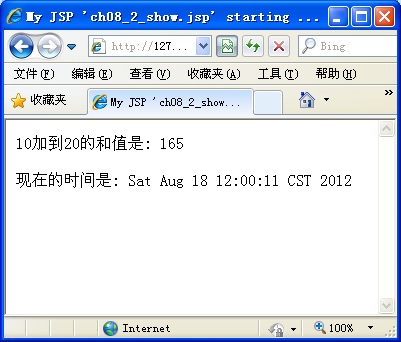 My JSP 'ch08_2_show.jsp' starting ...
http://127... Bing
文件(F) 编辑(E) 查看(V) 收藏夹(A) 工具(T) 帮助(H)
收藏夹 My JSP 'ch08_2_show... »
10加到20的和值是: 165
现在的时间是: Sat Aug 18 12:00:11 CST 2012
Internet 100%